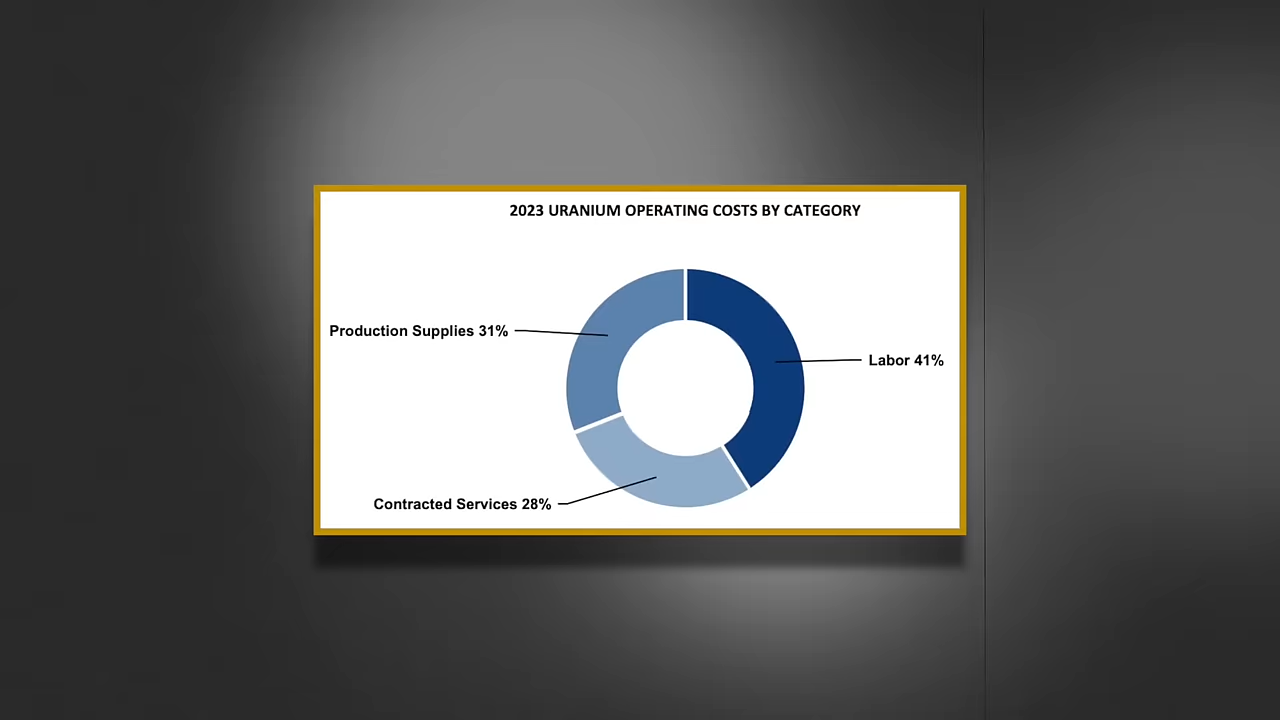 2023 URANIUM OPERATING COSTS BY CATEGORY
Production Supplies 31%
Labor 41%
Contracted Services 28%